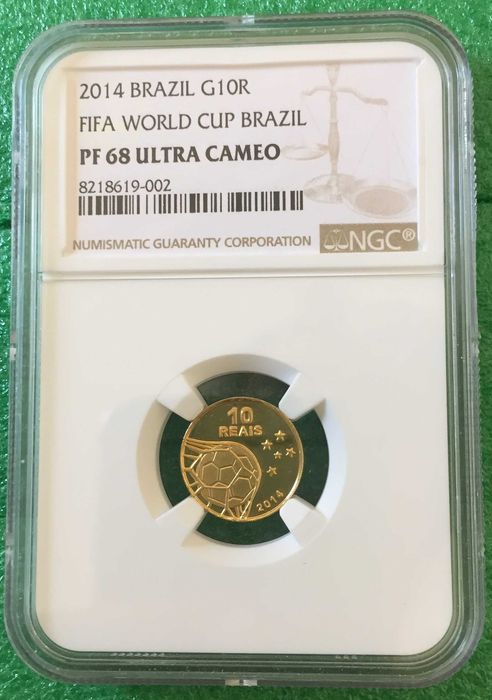 2014 BRAZIL G10R
FIFA WORLD CUP BRAZIL
PF 68 ULTRA CAMEO
8218619-002
NUMISMATIC GUARANTY CORPORATION
NGC®
10
REAIS
2014